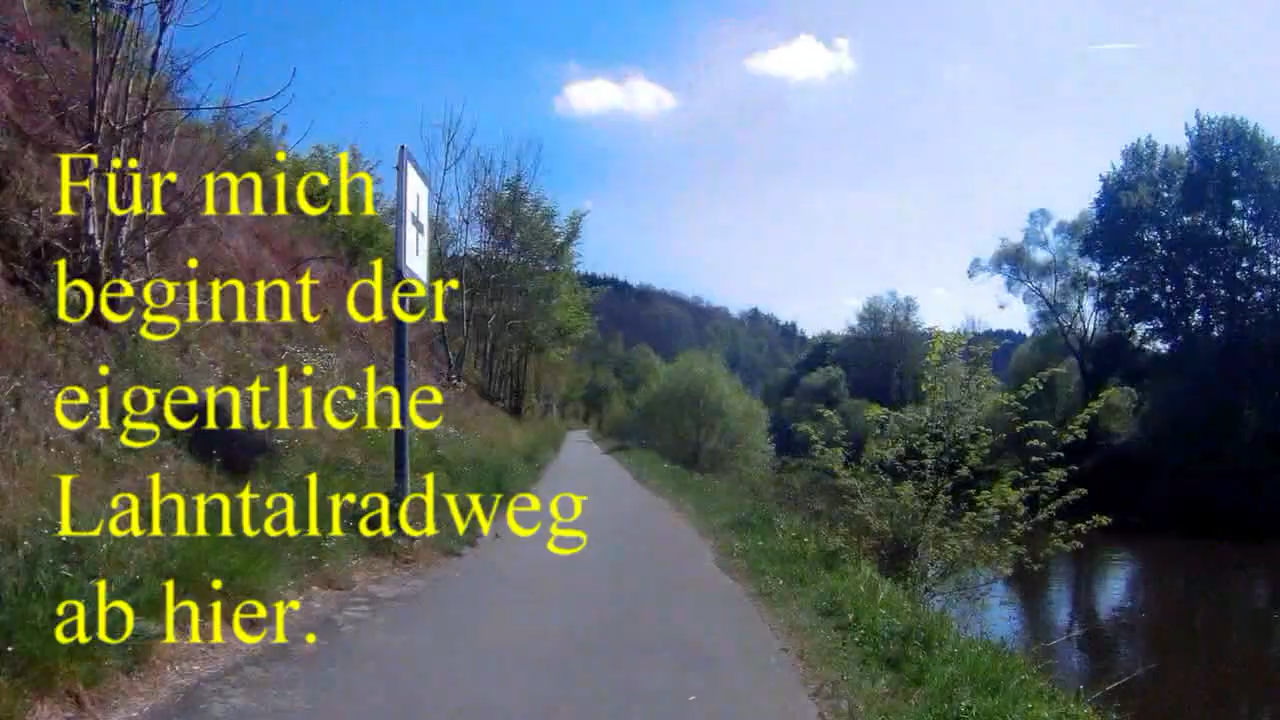 Für mich
beginnt der
eigentliche
Lahntalradweg
ab hier.